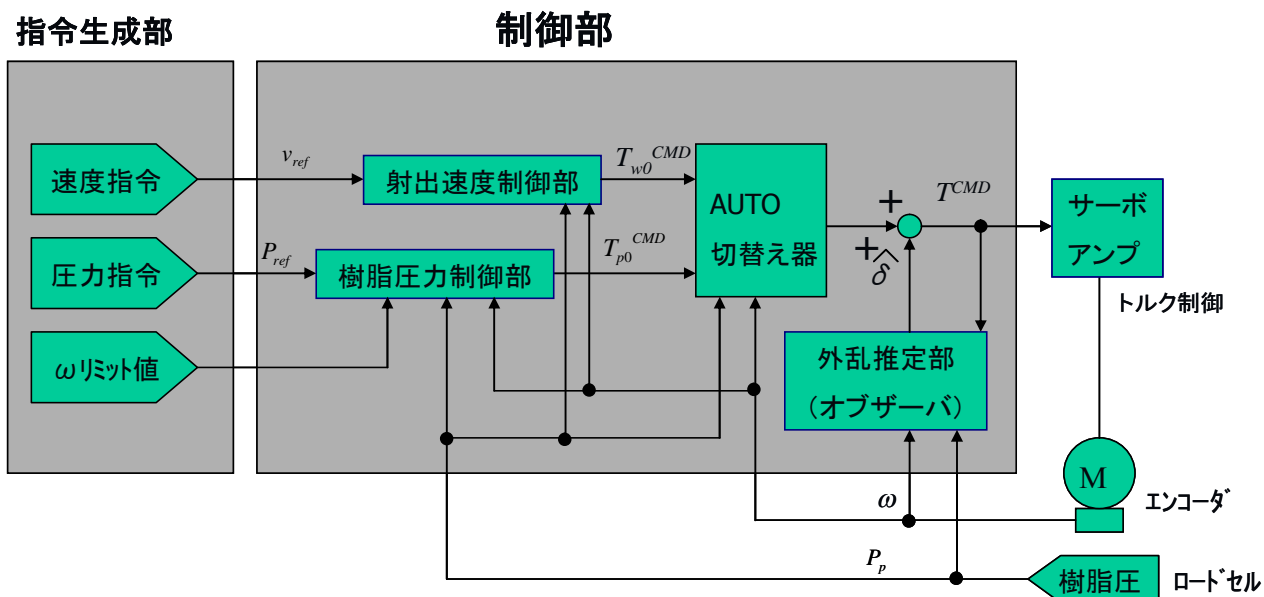 指令生成部
制御部
速度指令
v_ref
射出速度制御部
T_w0^CMD
AUTO
切替え器
+
+
δ̂
T^CMD
サーボ
アンプ
トルク制御
圧力指令
P_ref
樹脂圧力制御部
T_p0^CMD
ωリミット値
外乱推定部
(オブザーバ)
M
エンコーダ
ω
P_p
樹脂圧
ロードセル